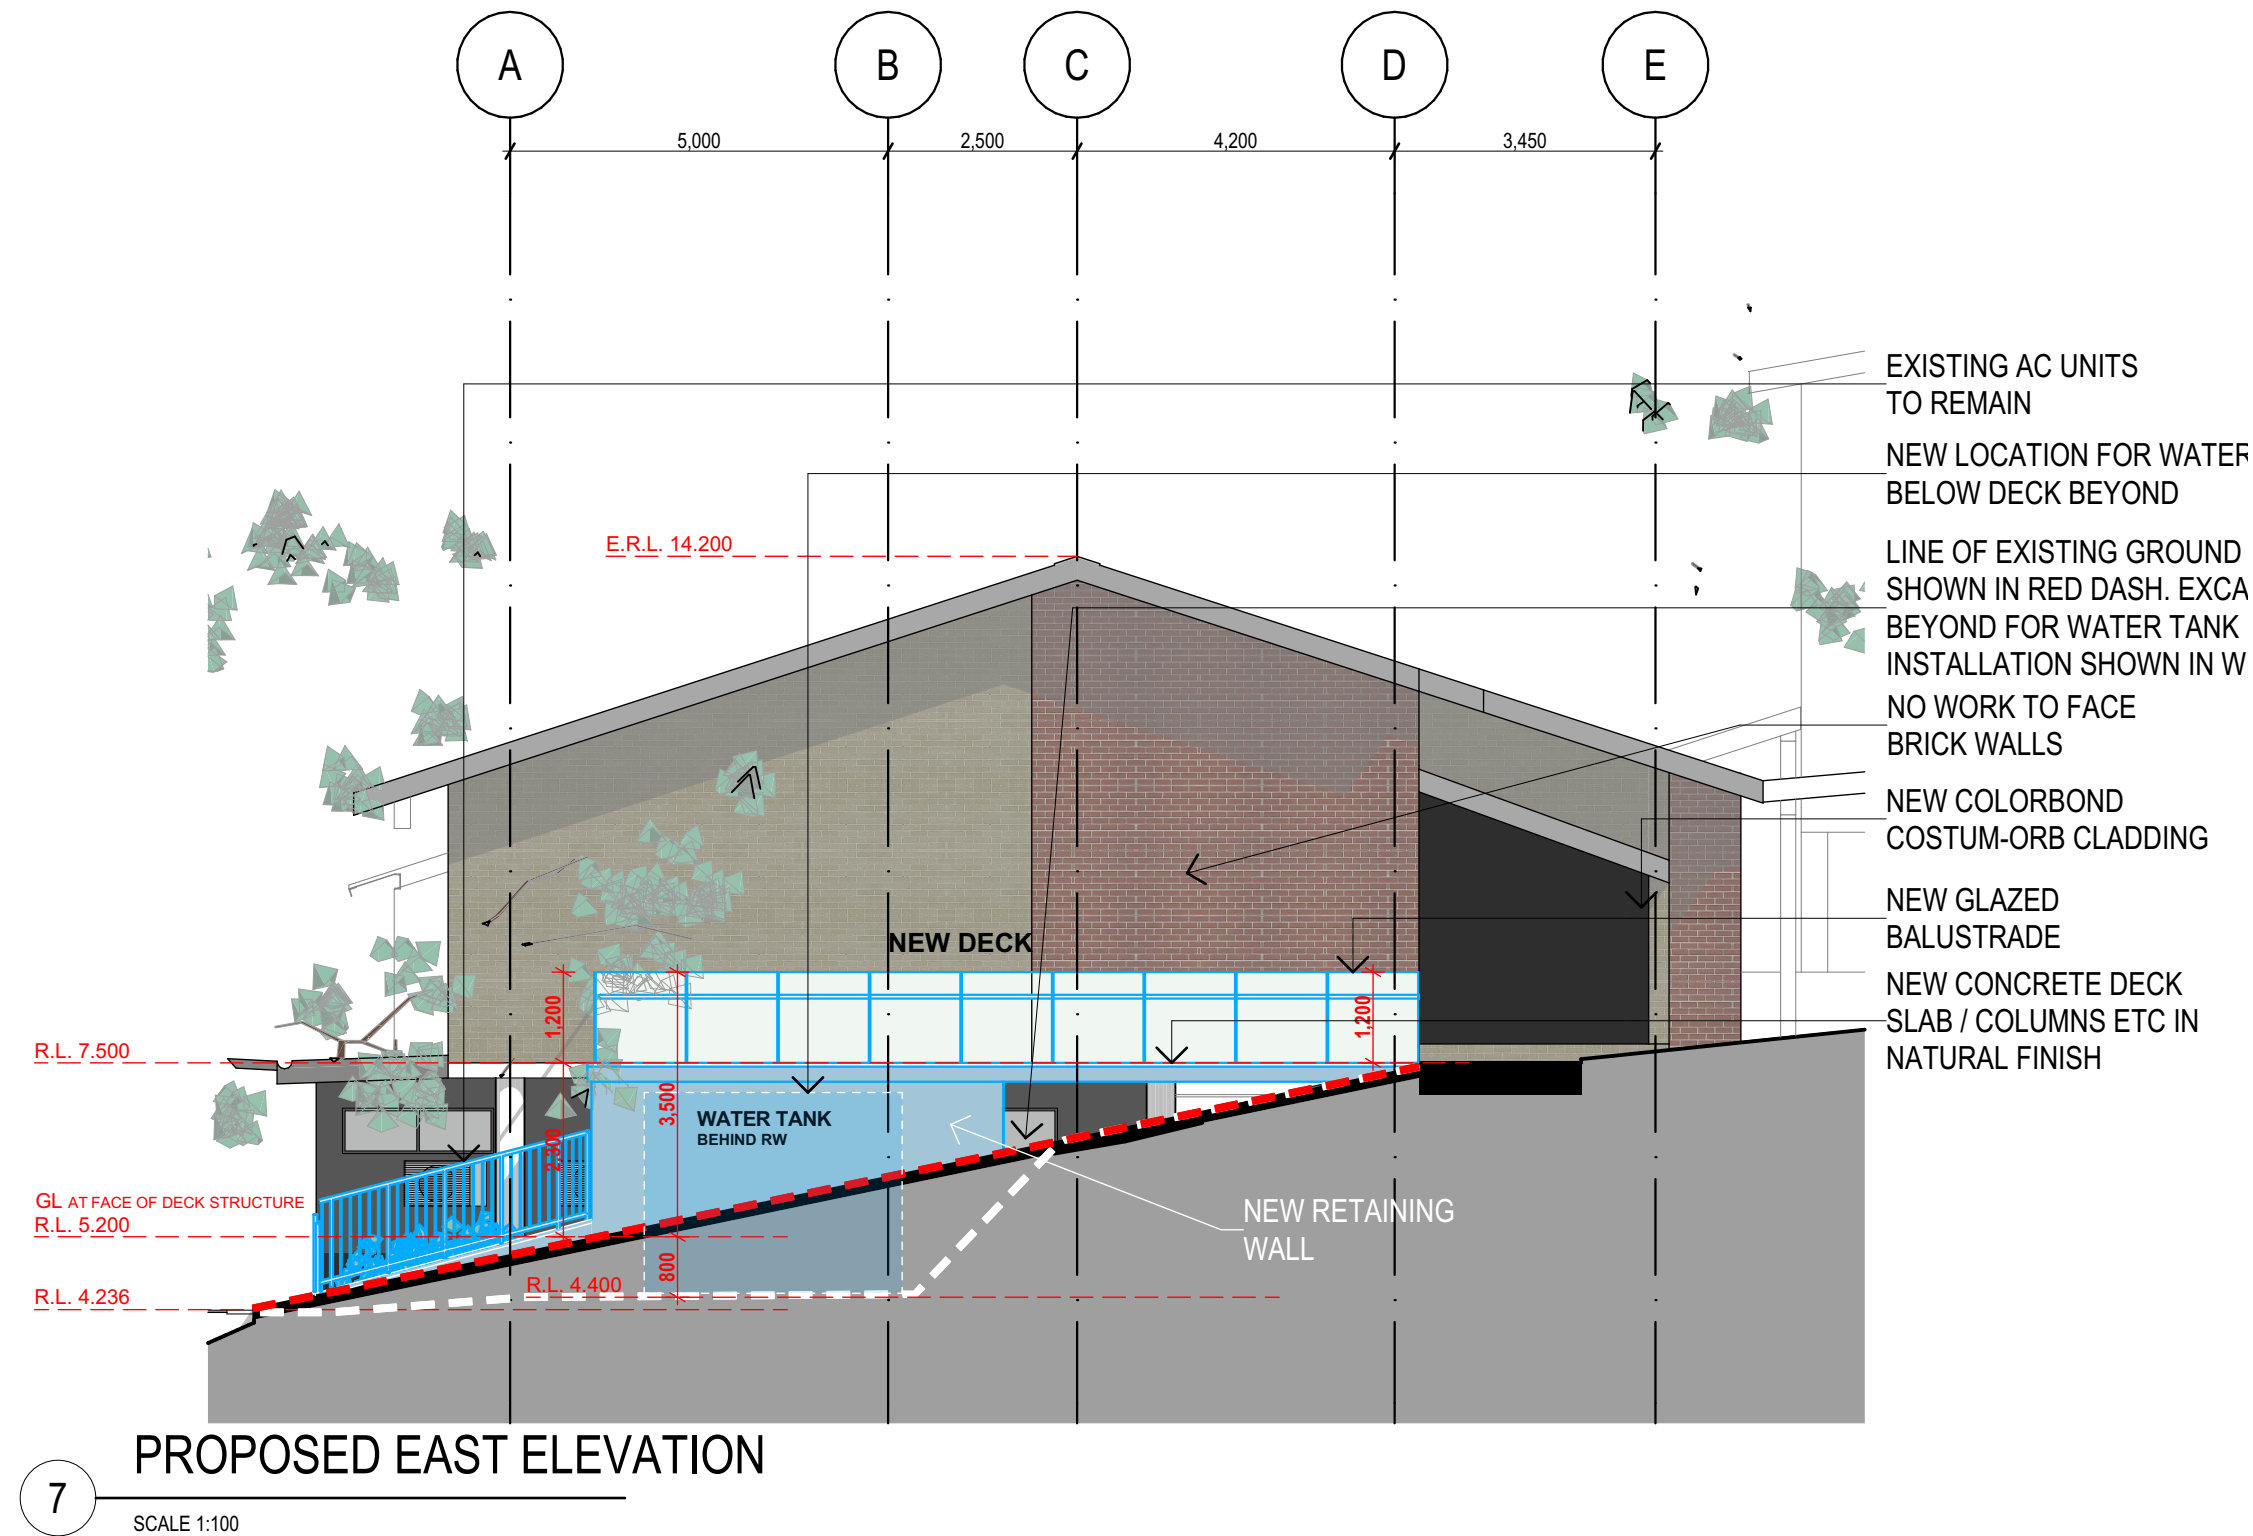 A B C D E
5,000 2,500 4,200 3,450
EXISTING AC UNITS
TO REMAIN
NEW LOCATION FOR WATER
BELOW DECK BEYOND
E.R.L. 14.200
LINE OF EXISTING GROUND
SHOWN IN RED DASH. EXCA
BEYOND FOR WATER TANK
INSTALLATION SHOWN IN W
NO WORK TO FACE
BRICK WALLS
NEW COLORBOND
COSTUM-ORB CLADDING
NEW GLAZED
BALUSTRADE
NEW DECK
NEW CONCRETE DECK
SLAB / COLUMNS ETC IN
NATURAL FINISH
1,200
1,200
R.L. 7.500
3,500
2,300
WATER TANK
BEHIND RW
GL AT FACE OF DECK STRUCTURE
R.L. 5.200
NEW RETAINING
WALL
800
R.L. 4.400
R.L. 4.236
PROPOSED EAST ELEVATION
7
SCALE 1:100